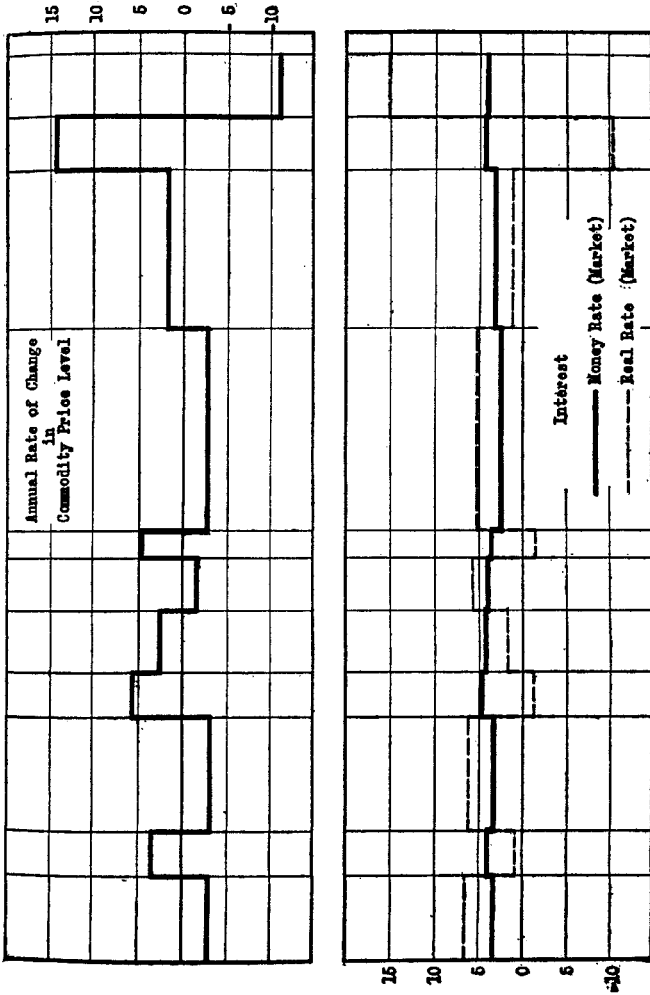 Annual Rate of Change
in
Commodity Price Level
15
10
5
0
-5
-10
15
10
5
0
5
-10
Interest
Money Rate (Market)
Real Rate (Market)